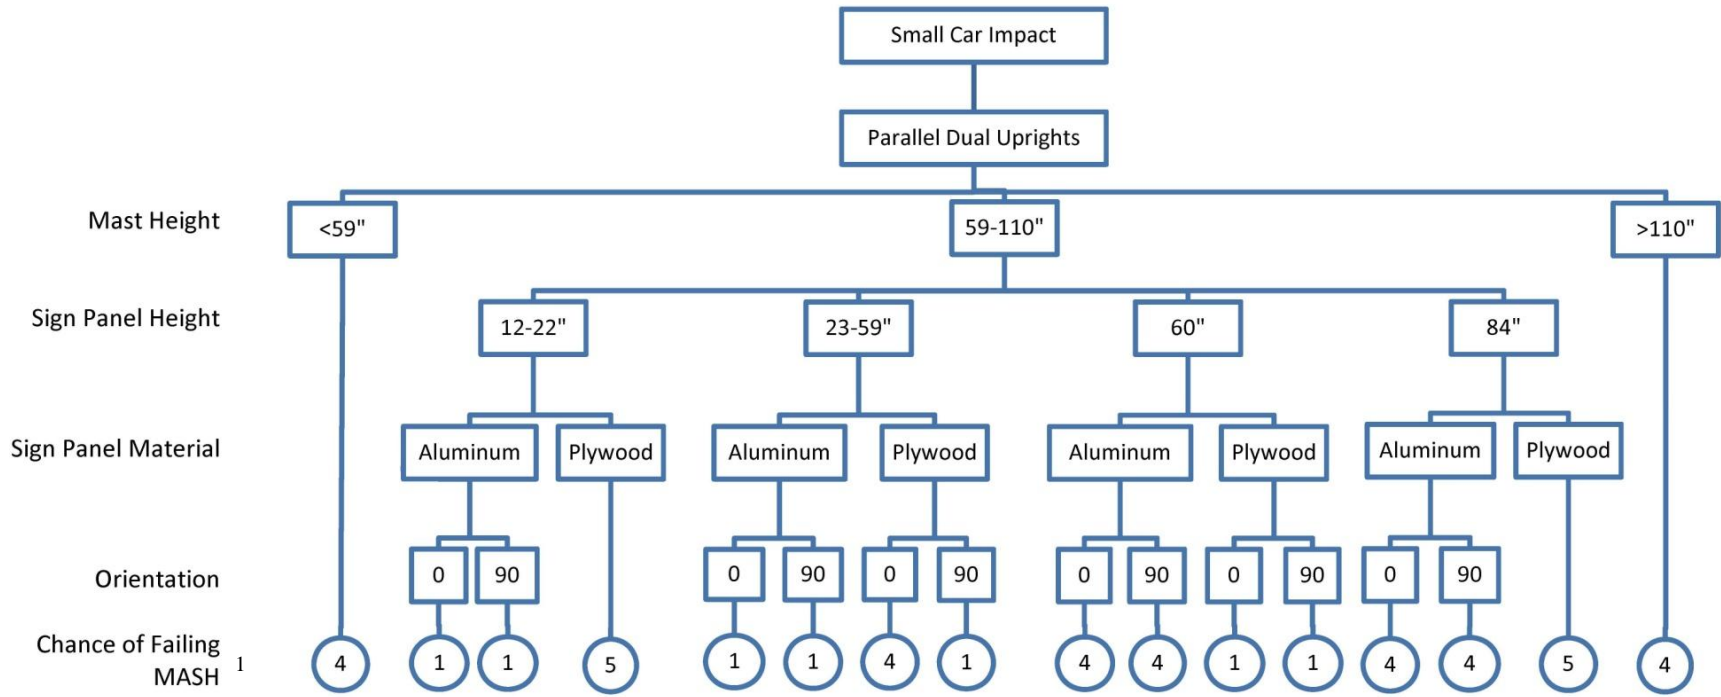 Small Car Impact
Parallel Dual Uprights
Mast Height
<59"
59-110"
>110"
Sign Panel Height
12-22"
23-59"
60"
84"
Sign Panel Material
Aluminum
Plywood
Aluminum
Plywood
Aluminum
Plywood
Aluminum
Plywood
Orientation
0
90
0
90
0
90
0
90
0
90
0
90
Chance of Failing
MASH
1
4
1
1
5
1
1
4
1
4
4
1
1
4
4
5
4